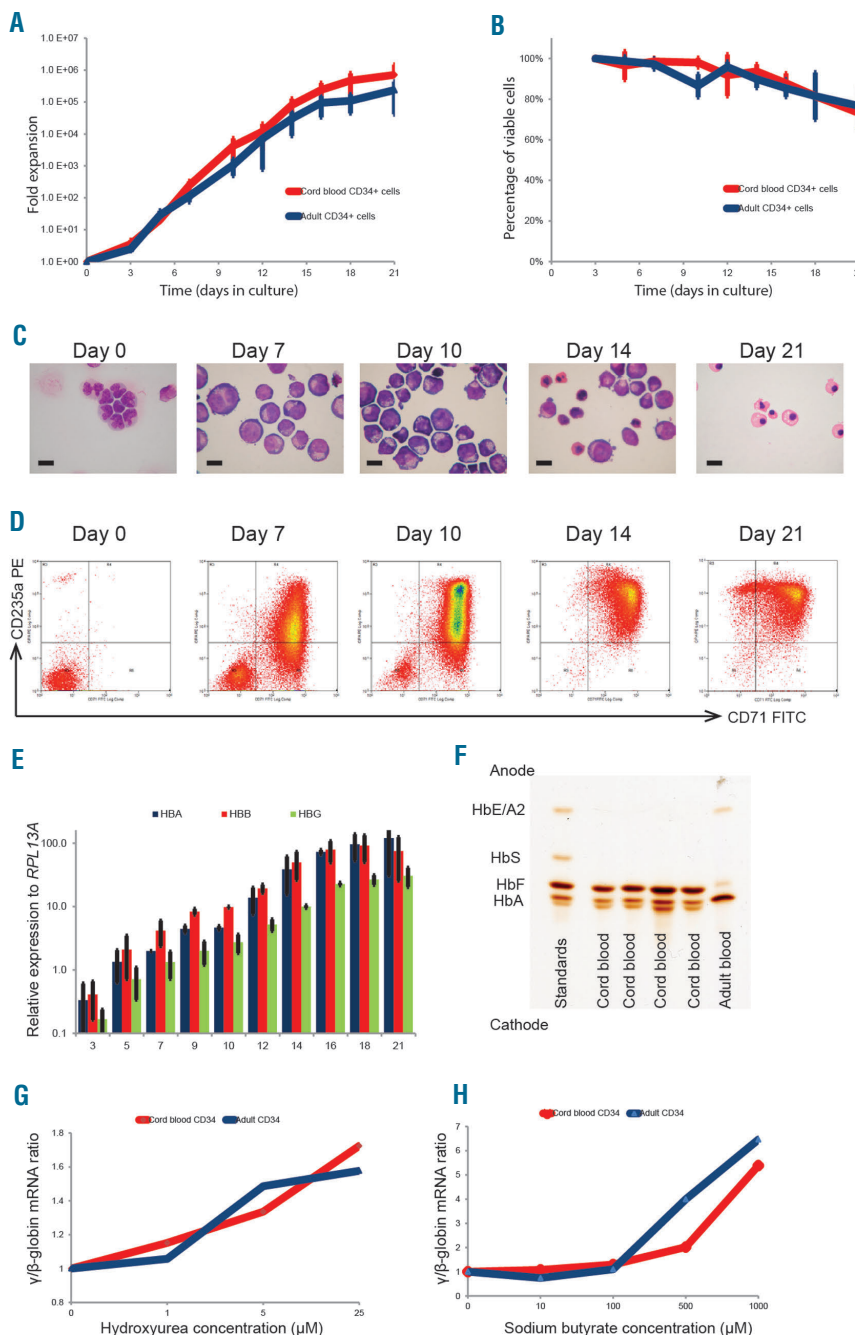 A
1.0 E+07
1.0 E+06
1.0 E+05
1.0 E+04
1.0 E+03
1.0 E+02
1.0 E+01
1.0 E+00
Fold expansion
Cord blood CD34+ cells
Adult CD34+ cells
0 3 6 9 12 15 18 21
Time (days in culture)
B
100%
80%
60%
40%
20%
0%
Percentage of viable cells
Cord blood CD34+ cells
Adult CD34+ cells
0 3 6 9 12 15 18
Time (days in culture)
C
Day 0 Day 7 Day 10 Day 14 Day 21
D
Day 0 Day 7 Day 10 Day 14 Day 21
CD235a PE
CD71 FITC
E
HBA HBB HBG
100.0
10.0
1.0
0.1
Relative expression to RPL13A
3 5 7 9 10 12 14 16 18 21
F
Anode
HbE/A2
HbS
HbF
HbA
Standards
Cord blood
Cord blood
Cord blood
Cord blood
Adult blood
Cathode
G
Cord blood CD34 Adult CD34
1.8
1.6
1.4
1.2
1
0.8
γ/β-globin mRNA ratio
0 1 5 25
Hydroxyurea concentration (μM)
H
Cord blood CD34 Adult CD34
7
6
5
4
3
2
1
0
γ/β-globin mRNA ratio
0 10 100 500 1000
Sodium butyrate concentration (μM)